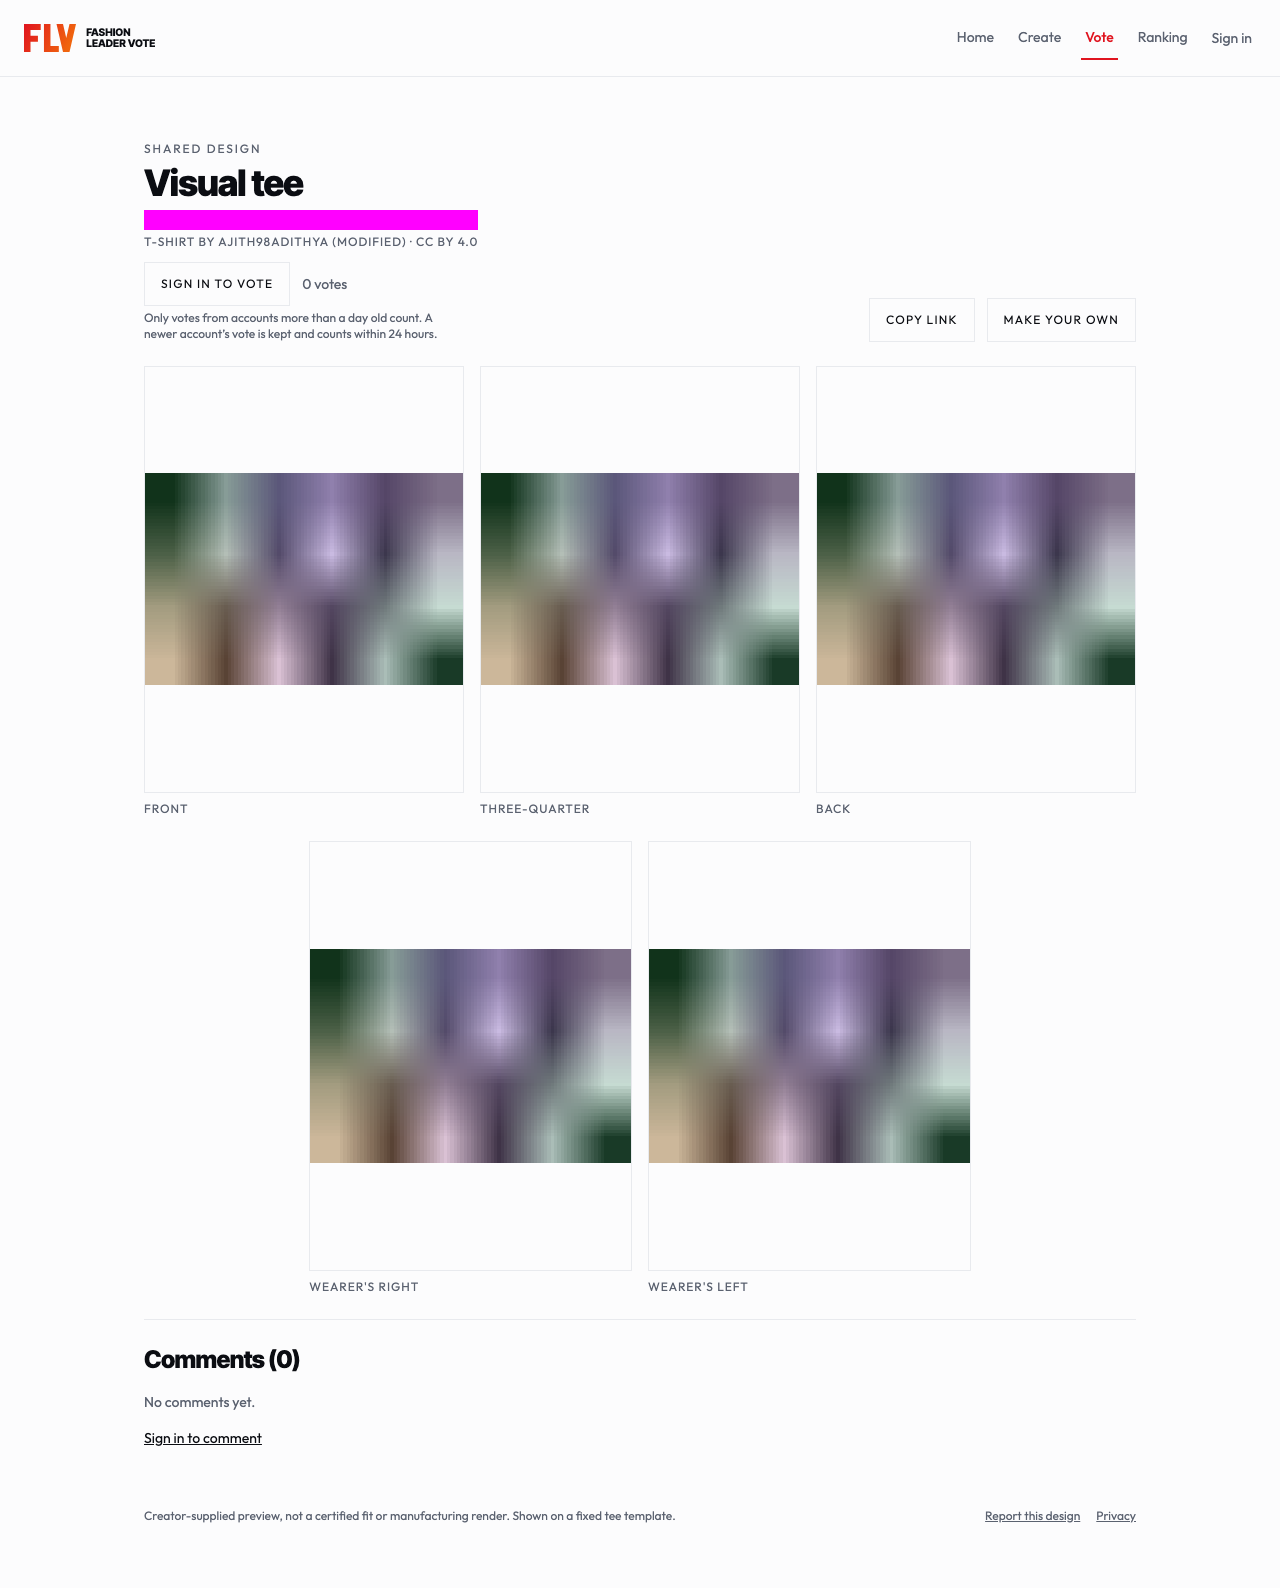 FLV
FASHION
LEADER VOTE
Home
Create
Vote
Ranking
Sign in
SHARED DESIGN
Visual tee
T-SHIRT BY AJITH98ADITHYA (MODIFIED) · CC BY 4.0
SIGN IN TO VOTE
0 votes
Only votes from accounts more than a day old count. A
newer account's vote is kept and counts within 24 hours.
COPY LINK
MAKE YOUR OWN
FRONT
THREE-QUARTER
BACK
WEARER'S RIGHT
WEARER'S LEFT
Comments (0)
No comments yet.
Sign in to comment
Creator-supplied preview, not a certified fit or manufacturing render. Shown on a fixed tee template.
Report this design
Privacy